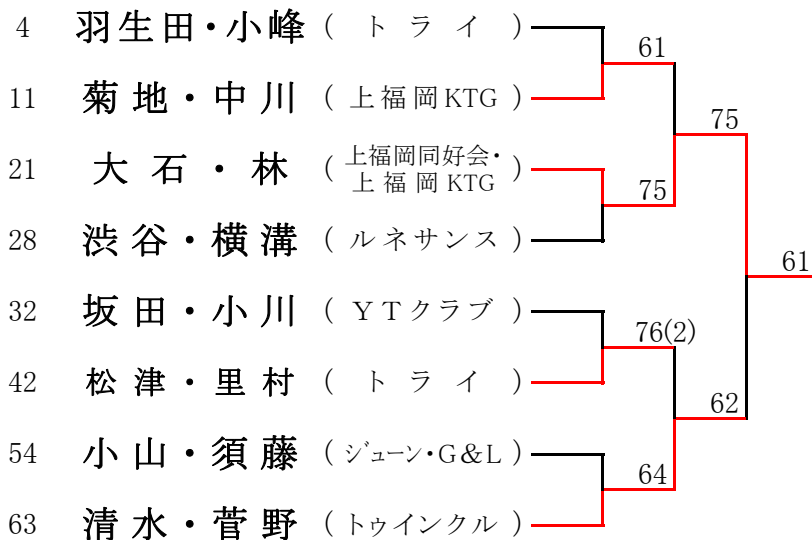 4 羽生田・小峰 ( トライ )
61
11 菊地・中川 ( 上福岡KTG )
75
21 大石・林 ( 上福岡同好会・
上福岡KTG )
75
28 渋谷・横溝 ( ルネサンス )
61
32 坂田・小川 ( YTクラブ )
76(2)
42 松津・里村 ( トライ )
62
54 小山・須藤 ( ジューン・G&L )
64
63 清水・菅野 ( トゥインクル )